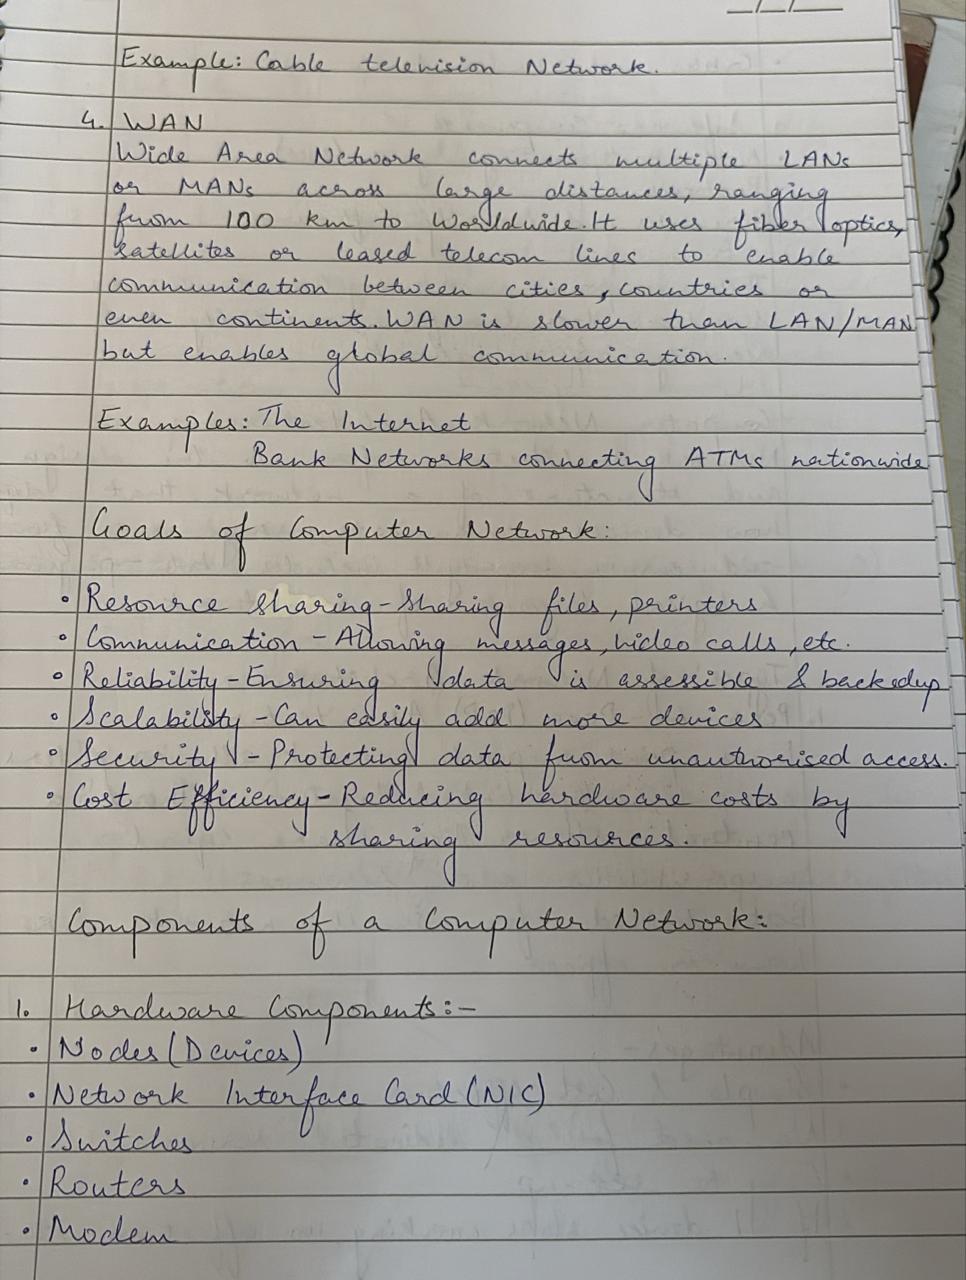 Example: Cable television Network.
4. WAN
Wide Area Network connects multiple LANs
or MANs across large distances, ranging
from 100 km to Worldwide. It uses fiber optics,
satellites or leased telecom lines to enable
communication between cities, countries or
even continents. WAN is slower than LAN/MAN
but enables global communication.
Examples: The Internet
Bank Networks connecting ATMs nationwide
Goals of Computer Network:
• Resource sharing - Sharing files, printers
• Communication - Allowing messages, video calls, etc.
• Reliability - Ensuring data is assessible & backedup
• Scalability - Can easily add more devices
• Security - Protecting data from unauthorised access.
• Cost Efficiency - Reducing hardware costs by
sharing resources.
Components of a Computer Network:
1. Hardware Components:-
• Nodes (Devices)
• Network Interface Card (NIC)
• Switches
• Routers
• Modem